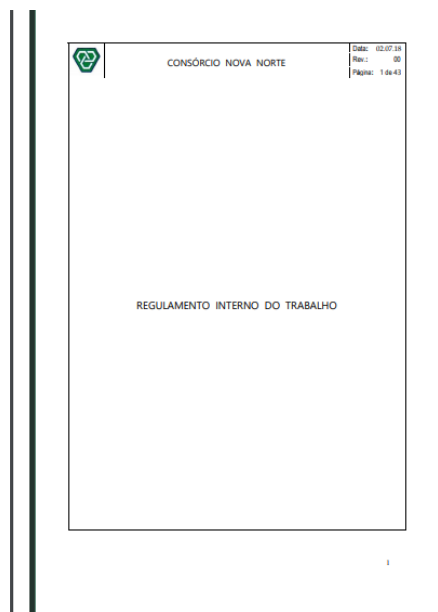 CONSÓRCIO NOVA NORTE
Data: 02.07.18
Rev.: 00
Página: 1 de 43
REGULAMENTO INTERNO DO TRABALHO
1